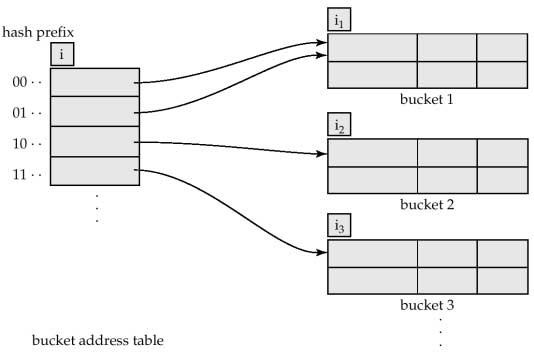 hash prefix
i
00 ··
01 ··
10 ··
11 ··
bucket address table
i₁
bucket 1
i₂
bucket 2
i₃
bucket 3